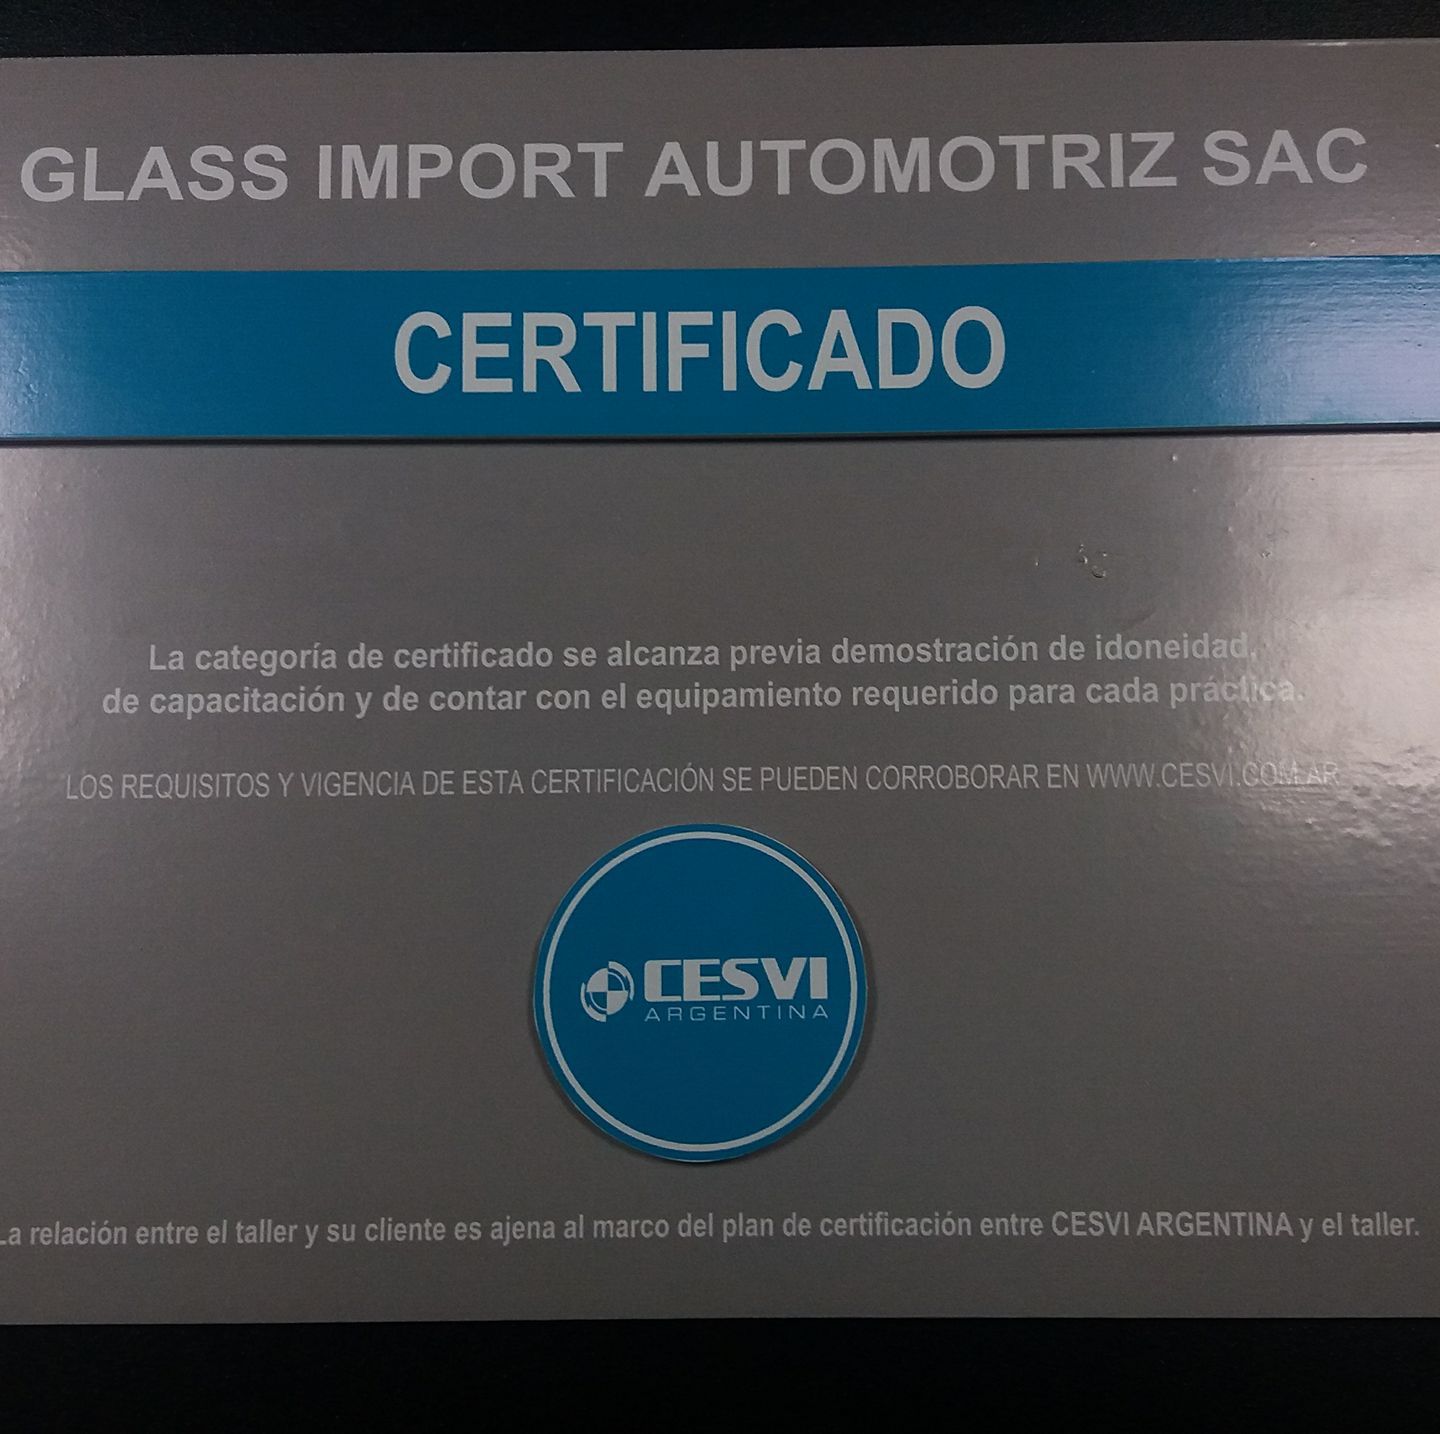 GLASS IMPORT AUTOMOTRIZ SAC
CERTIFICADO
La categoría de certificado se alcanza previa demostración de idoneidad,
de capacitación y de contar con el equipamiento requerido para cada práctica.
LOS REQUISITOS Y VIGENCIA DE ESTA CERTIFICACIÓN SE PUEDEN CORROBORAR EN WWW.CESVI.COM.AR
CESVI
ARGENTINA
La relación entre el taller y su cliente es ajena al marco del plan de certificación entre CESVI ARGENTINA y el taller.